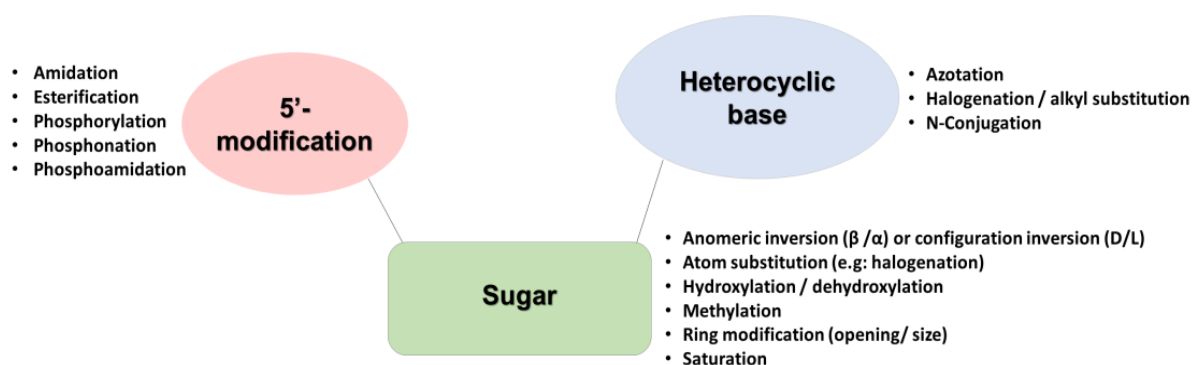 • Amidation
• Esterification
• Phosphorylation
• Phosphonation
• Phosphoamidation
5’-
modification
Heterocyclic
base
• Azotation
• Halogenation / alkyl substitution
• N-Conjugation
Sugar
• Anomeric inversion (β /α) or configuration inversion (D/L)
• Atom substitution (e.g: halogenation)
• Hydroxylation / dehydroxylation
• Methylation
• Ring modification (opening/ size)
• Saturation